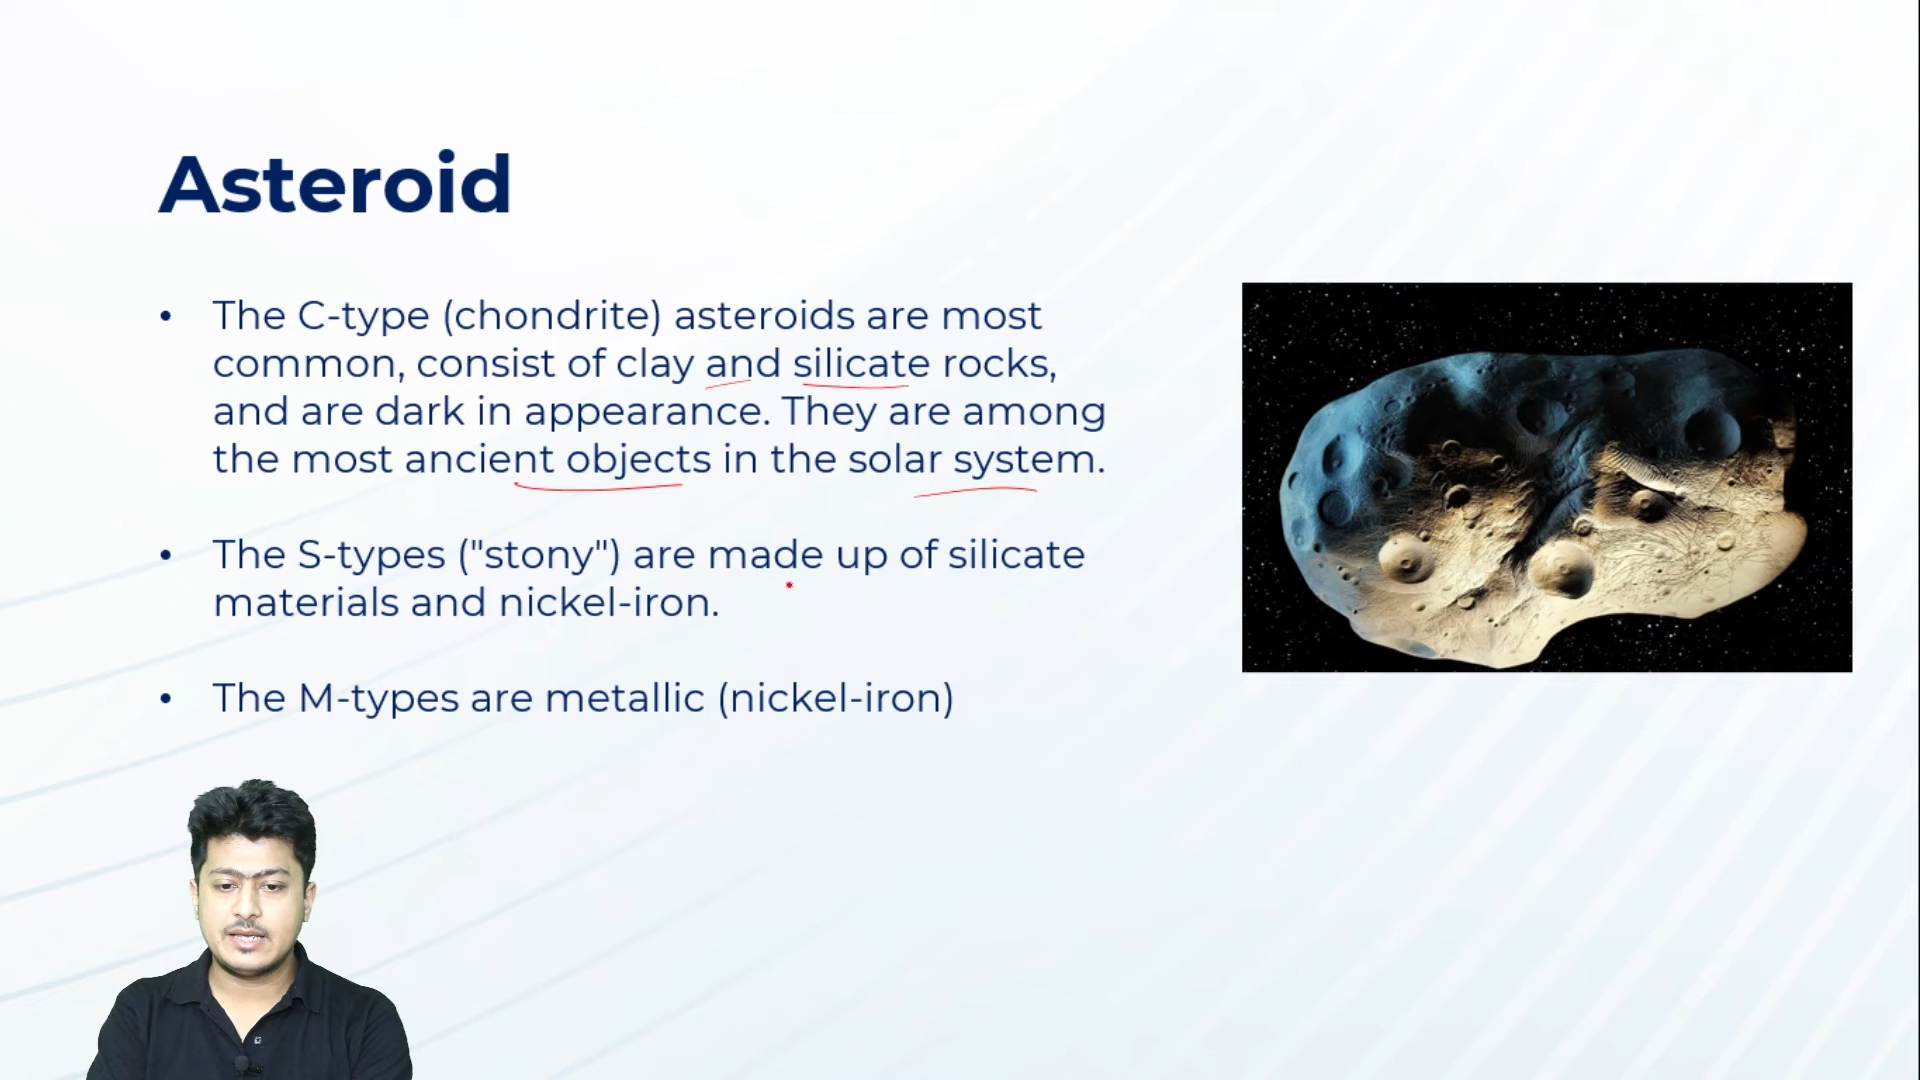 Asteroid
• The C-type (chondrite) asteroids are most
common, consist of clay and silicate rocks,
and are dark in appearance. They are among
the most ancient objects in the solar system.
• The S-types ("stony") are made up of silicate
materials and nickel-iron.
• The M-types are metallic (nickel-iron)